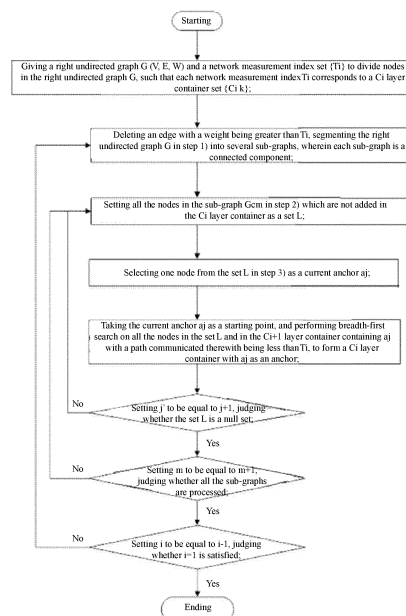 Starting
Giving a right undirected graph G (V, E, W) and a network measurement index set {Ti} to divide nodes
in the right undirected graph G, such that each network measurement indexTi corresponds to a Ci layer
container set {Ci k};
Deleting an edge with a weight being greater than Ti, segmenting the right
undirected graph G in step 1) into several sub-graphs, wherein each sub-graph is a
connected component;
Setting all the nodes in the sub-graph Gcm in step 2) which are not added in
the Ci layer container as a set L;
Selecting one node from the set L in step 3) as a current anchor aj;
Taking the current anchor aj as a starting point, and performing breadth-first
search on all the nodes in the set L and in the Ci+1 layer container containing aj
with a path communicated therewith being less than Ti, to form a Ci layer
container with aj as an anchor;
No
Setting j to be equal to j+1, judging
whether the set L is a null set;
Yes
No
Setting m to be equal to m+1,
judging whether all the sub-graphs
are processed;
Yes
No
Setting i to be equal to i-1, judging
whether i=1 is satisfied;
Yes
Ending